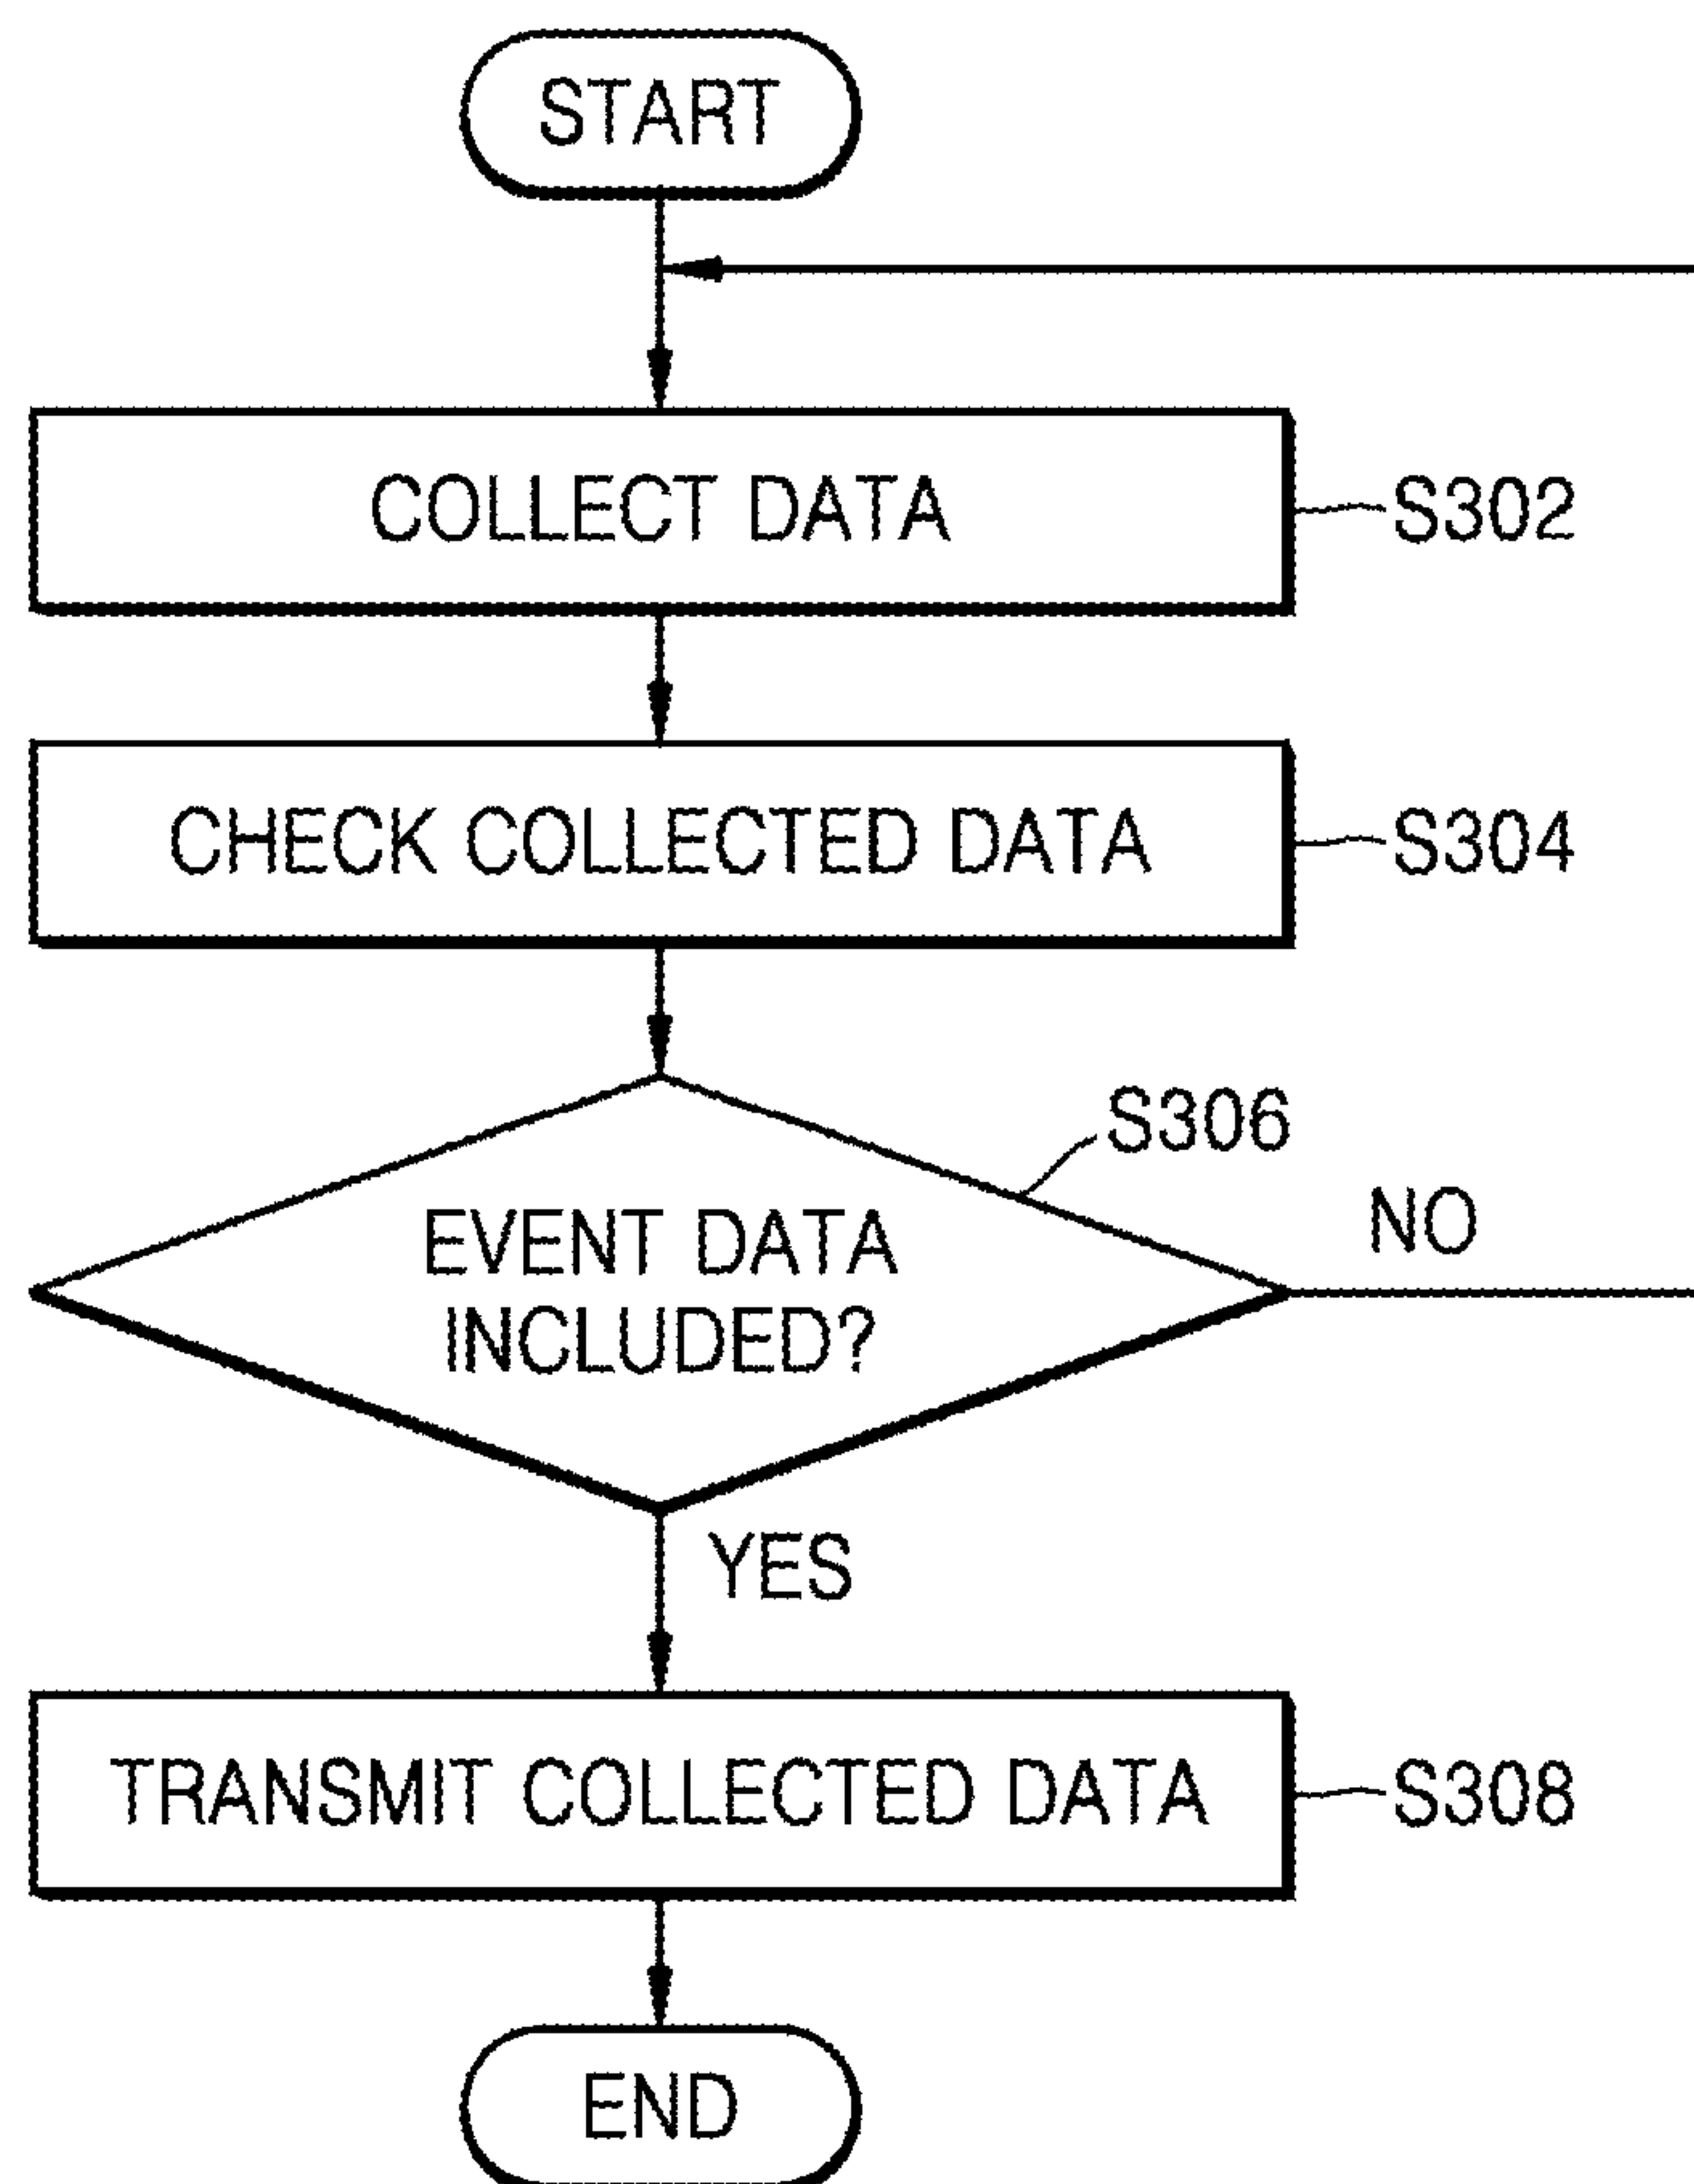 START
COLLECT DATA
S302
CHECK COLLECTED DATA
S304
S306
EVENT DATA
INCLUDED?
NO
YES
TRANSMIT COLLECTED DATA
S308
END